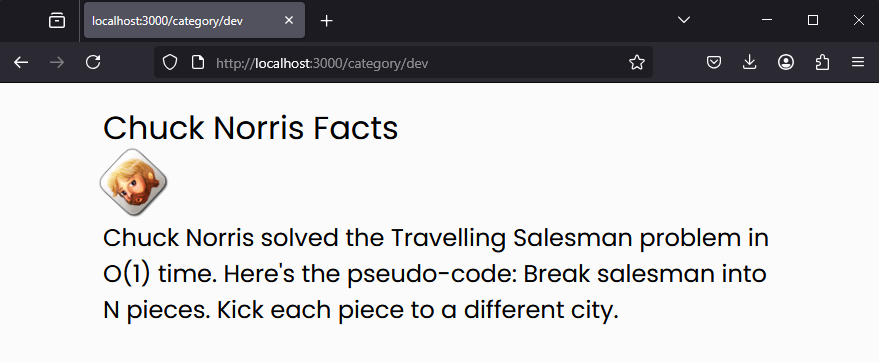 localhost:3000/category/dev
http://localhost:3000/category/dev
Chuck Norris Facts
Chuck Norris solved the Travelling Salesman problem in
O(1) time. Here's the pseudo-code: Break salesman into
N pieces. Kick each piece to a different city.